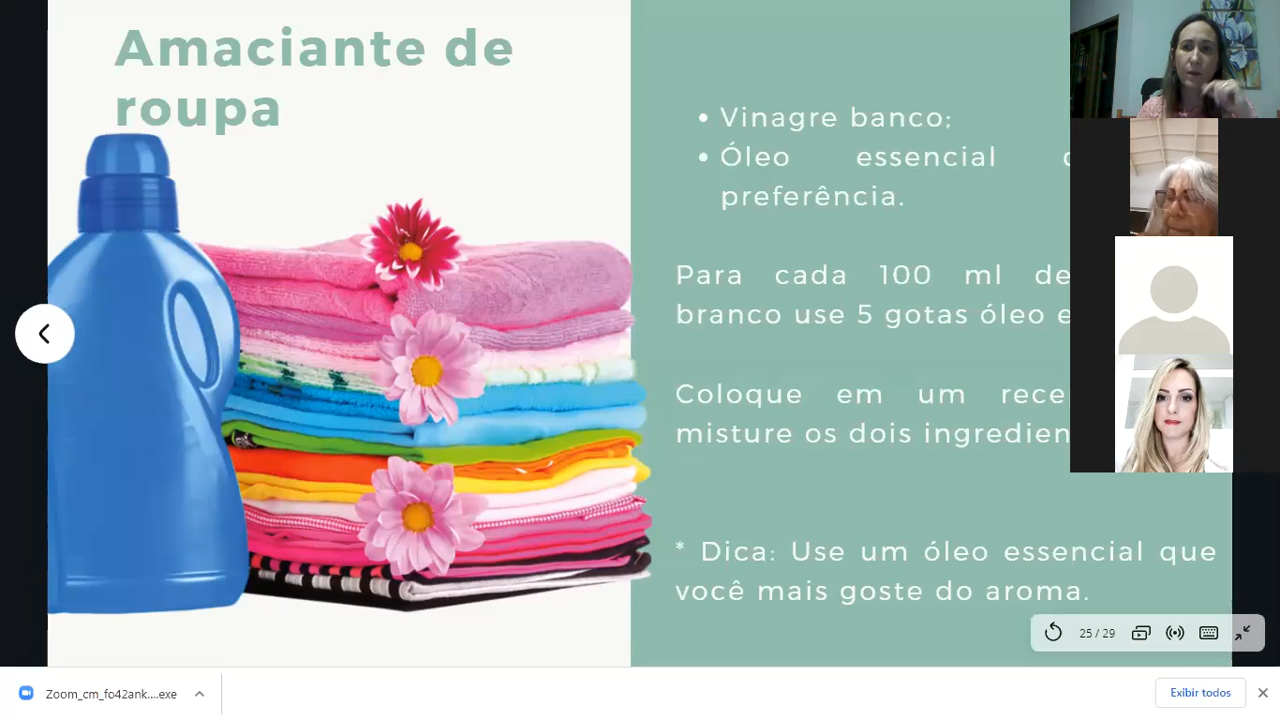 Amaciante de
roupa
• Vinagre banco;
• Óleo essencial
preferência.
Para cada 100 ml de
branco use 5 gotas óleo
Coloque em um
misture os dois
* Dica: Use um óleo essencial que
você mais goste do aroma.
25 / 29
Zoom_cm_fo42ank....exe
Exibir todos